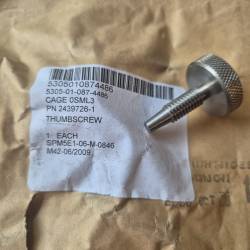 5305010874486
5305-01-087-4486
CAGE 0SML3
PN 2439726-1
THUMBSCREW
1 EACH
SPM5E1-06-M-0846
M42-06/2009